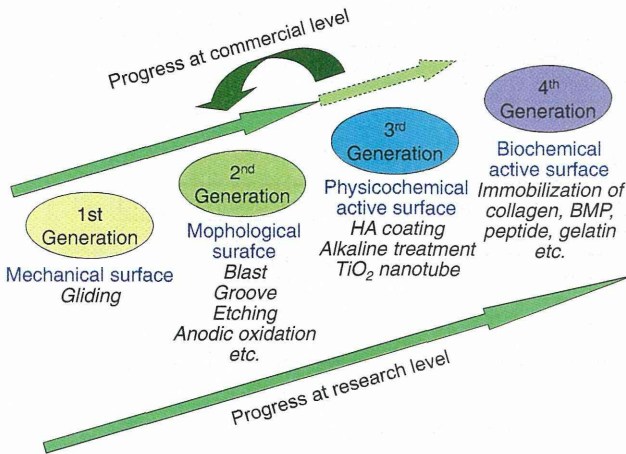 Progress at commercial level
1st
Generation
Mechanical surface
Gliding
2nd
Generation
Mophological
surafce
Blast
Groove
Etching
Anodic oxidation
etc.
3rd
Generation
Physicochemical
active surface
HA coating
Alkaline treatment
TiO2 nanotube
4th
Generation
Biochemical
active surface
Immobilization of
collagen, BMP,
peptide, gelatin
etc.
Progress at research level